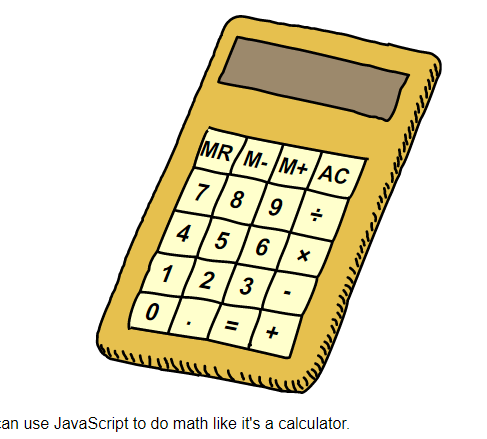 MR M- M+ AC
7 8 9 ÷
4 5 6 ×
1 2 3 -
0 . = +
can use JavaScript to do math like it's a calculator.